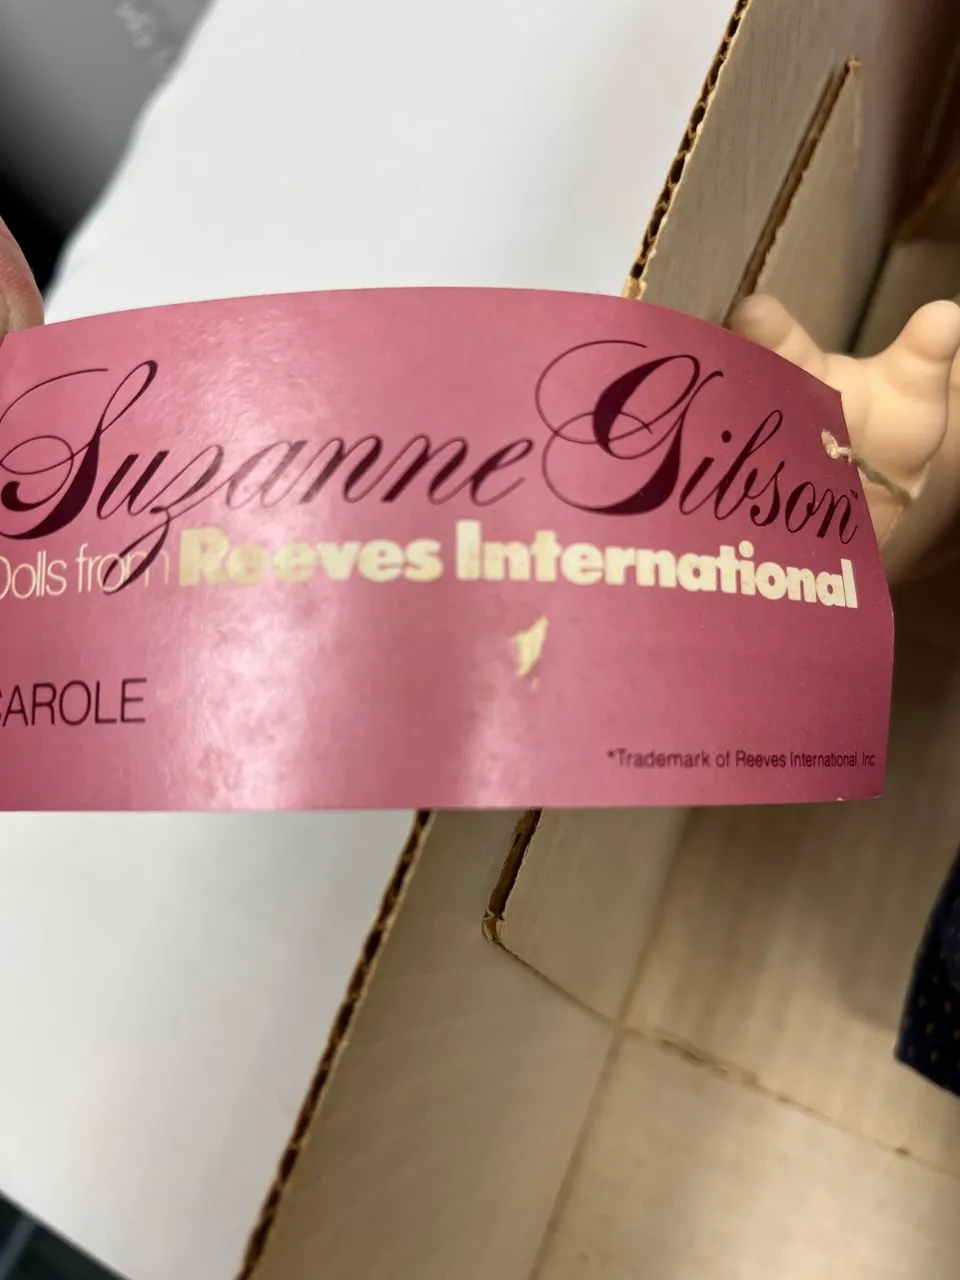 Suzanne Gibson™
Dolls from Reeves International
CAROLE
*Trademark of Reeves International, Inc.